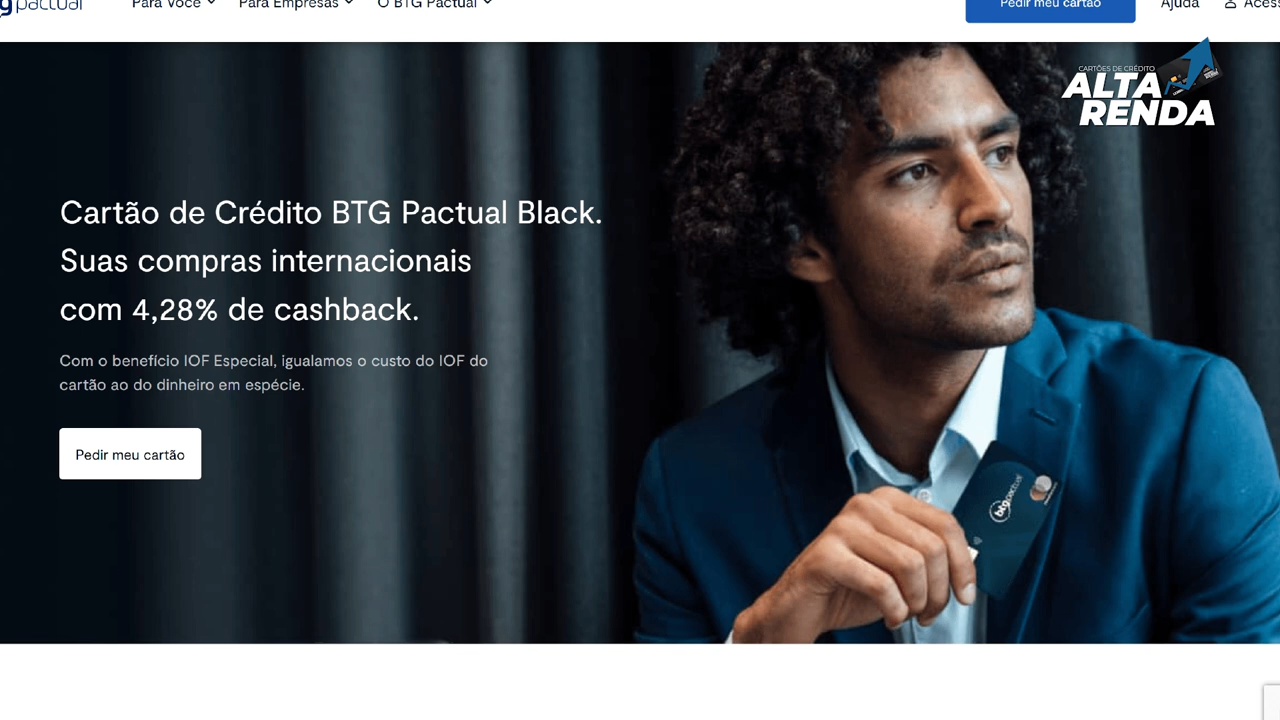 pactual
Para Você
Para Empresas
O BTG Pactual
Pedir meu cartão
Ajuda
CARTÕES DE CRÉDITO
ALTA
RENDA
Cartão de Crédito BTG Pactual Black.
Suas compras internacionais
com 4,28% de cashback.
Com o benefício IOF Especial, igualamos o custo do IOF do
cartão ao do dinheiro em espécie.
Pedir meu cartão
btgpactual